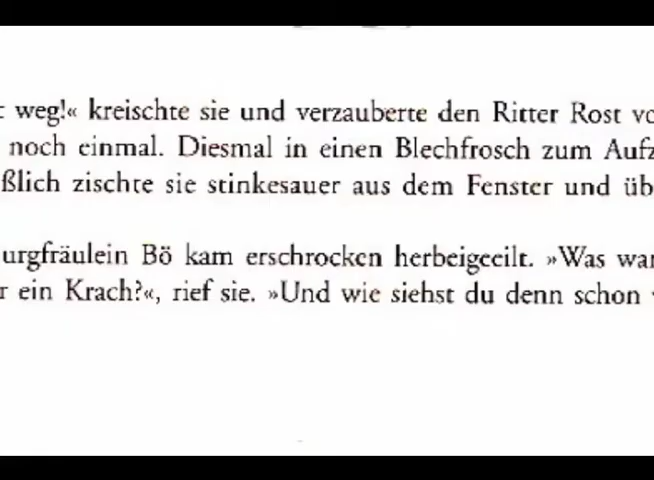 weg!« kreischte sie und verzauberte den Ritter Rost
noch einmal. Diesmal in einen Blechfrosch zum
zischte sie stinkesauer aus dem Fenster und
Bö kam erschrocken herbeigeeilt. »Was
ein Krach?«, rief sie. »Und wie siehst du denn schon